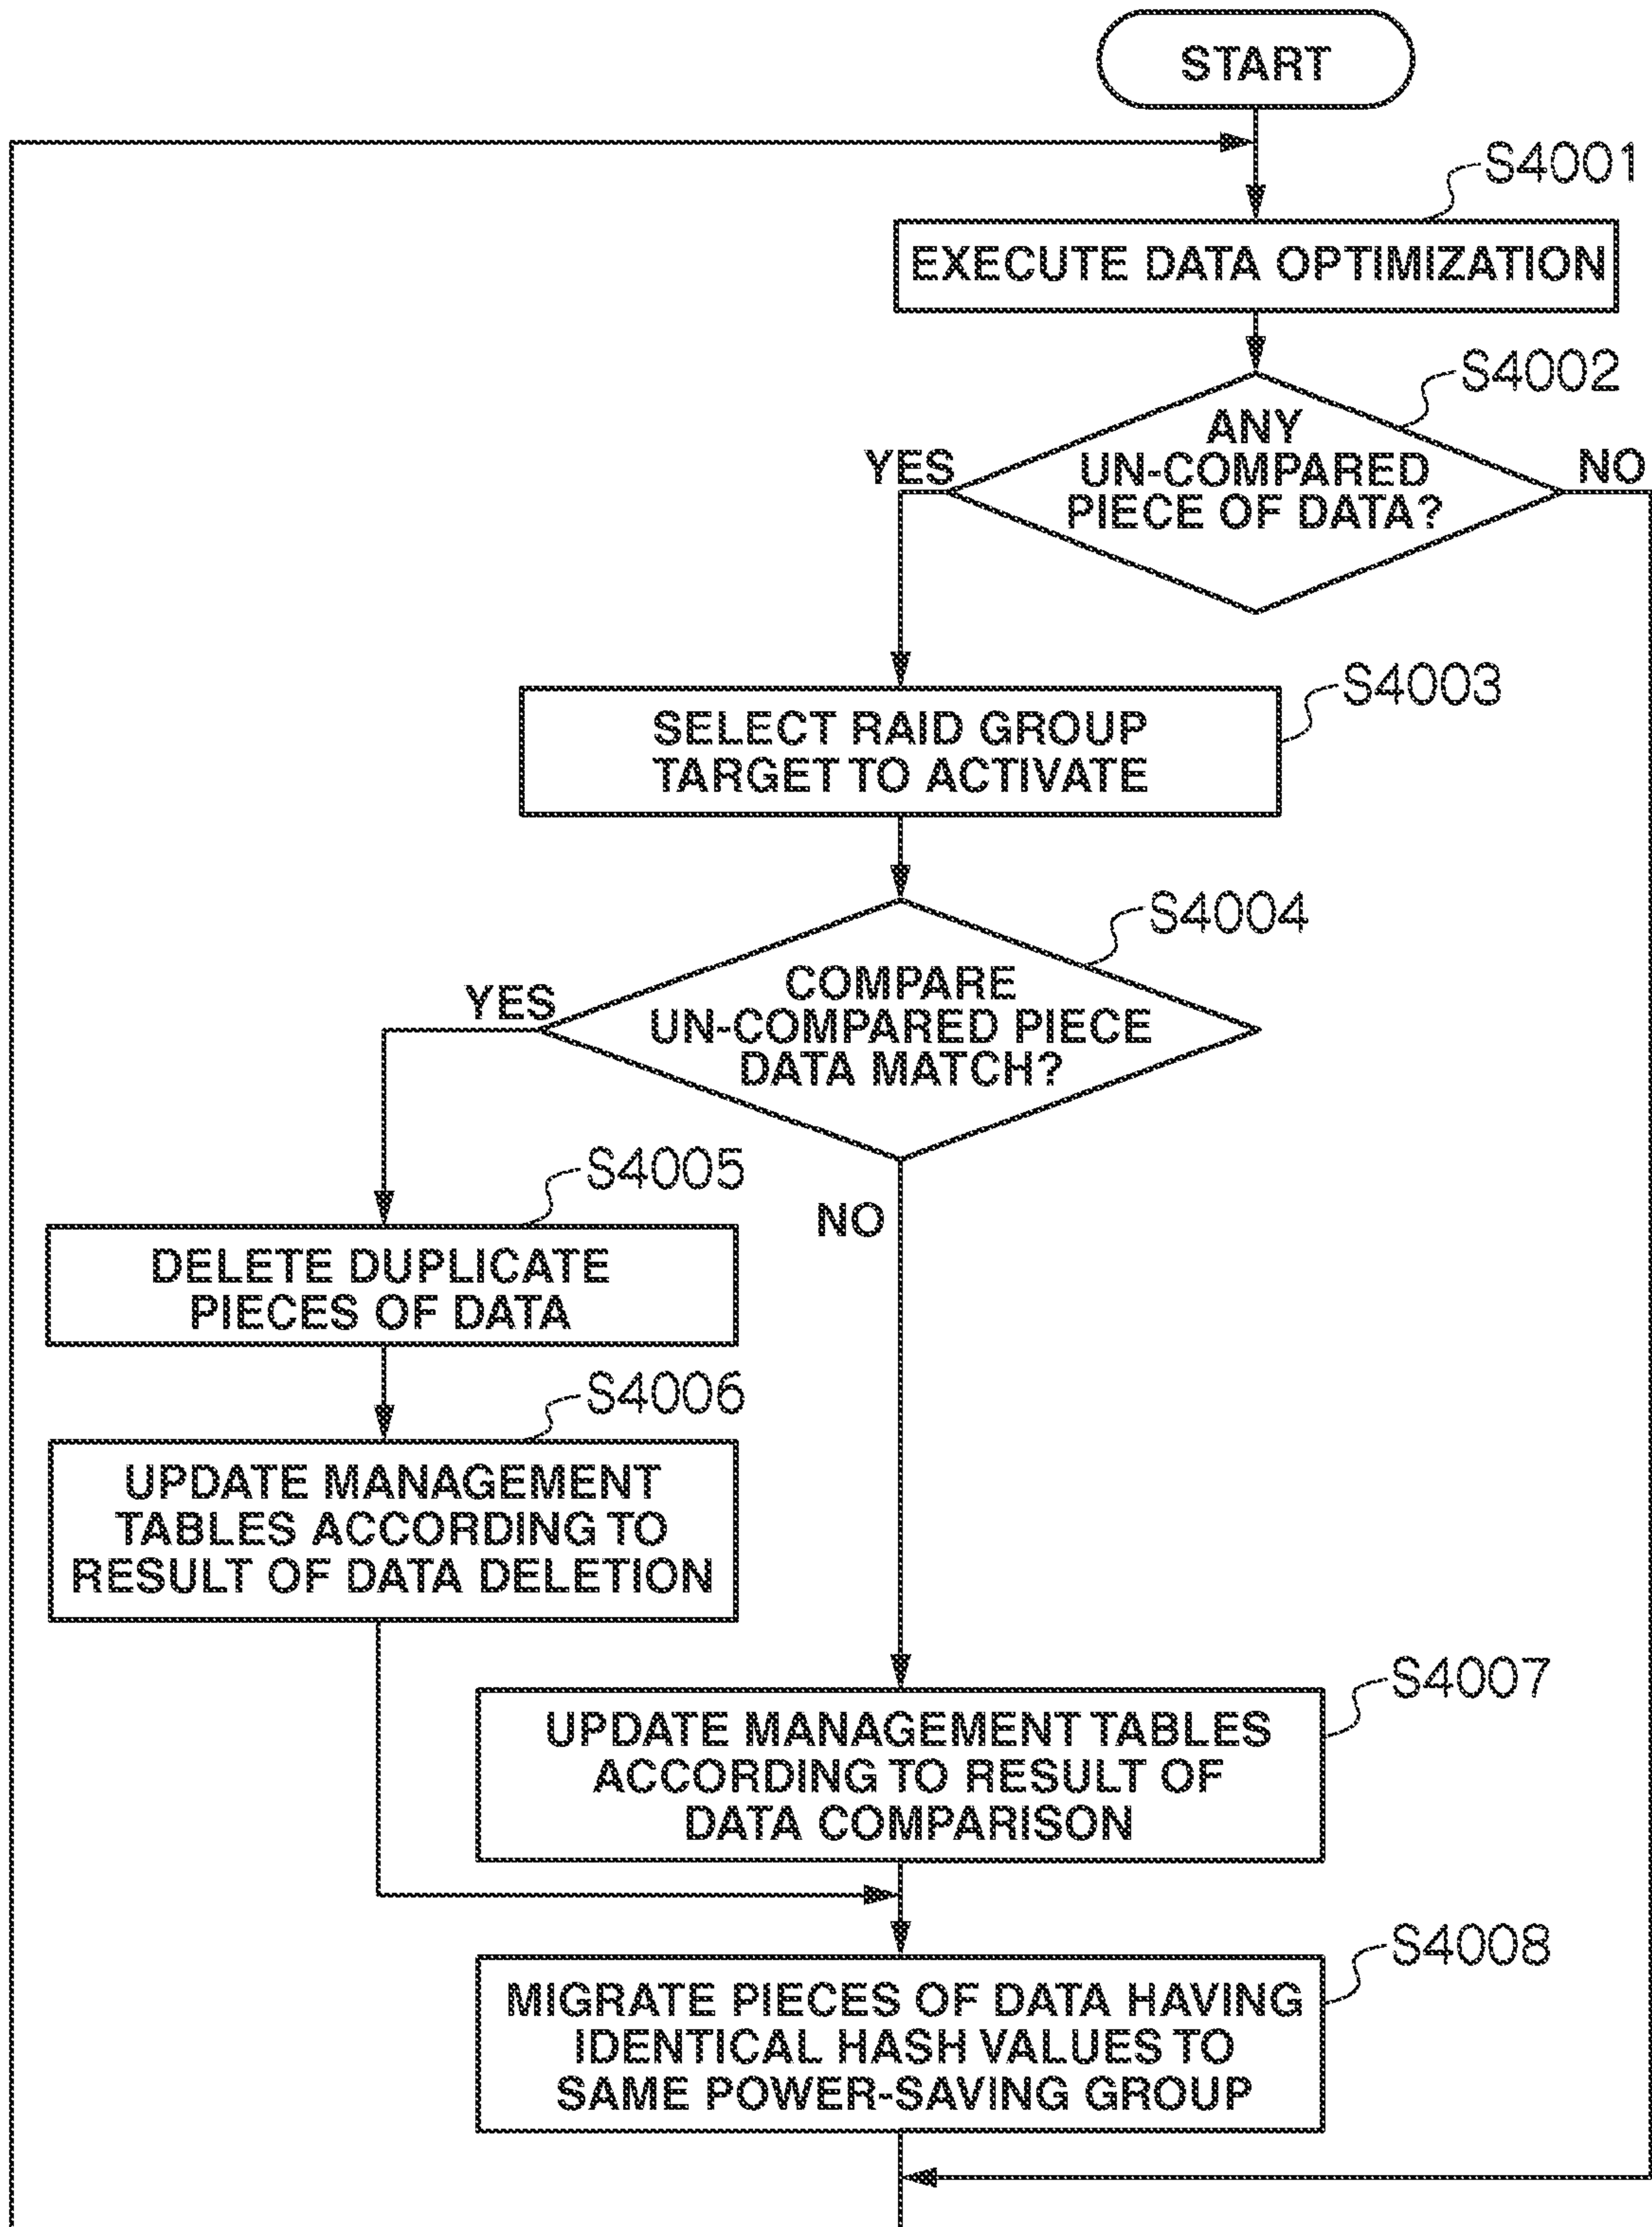 START
S4001
EXECUTE DATA OPTIMIZATION
S4002
ANY
UN-COMPARED
PIECE OF DATA?
YES
NO
S4003
SELECT RAID GROUP
TARGET TO ACTIVATE
S4004
COMPARE
UN-COMPARED PIECE
DATA MATCH?
YES
NO
S4005
DELETE DUPLICATE
PIECES OF DATA
S4006
UPDATE MANAGEMENT
TABLES ACCORDING TO
RESULT OF DATA DELETION
S4007
UPDATE MANAGEMENT TABLES
ACCORDING TO RESULT OF
DATA COMPARISON
S4008
MIGRATE PIECES OF DATA HAVING
IDENTICAL HASH VALUES TO
SAME POWER-SAVING GROUP